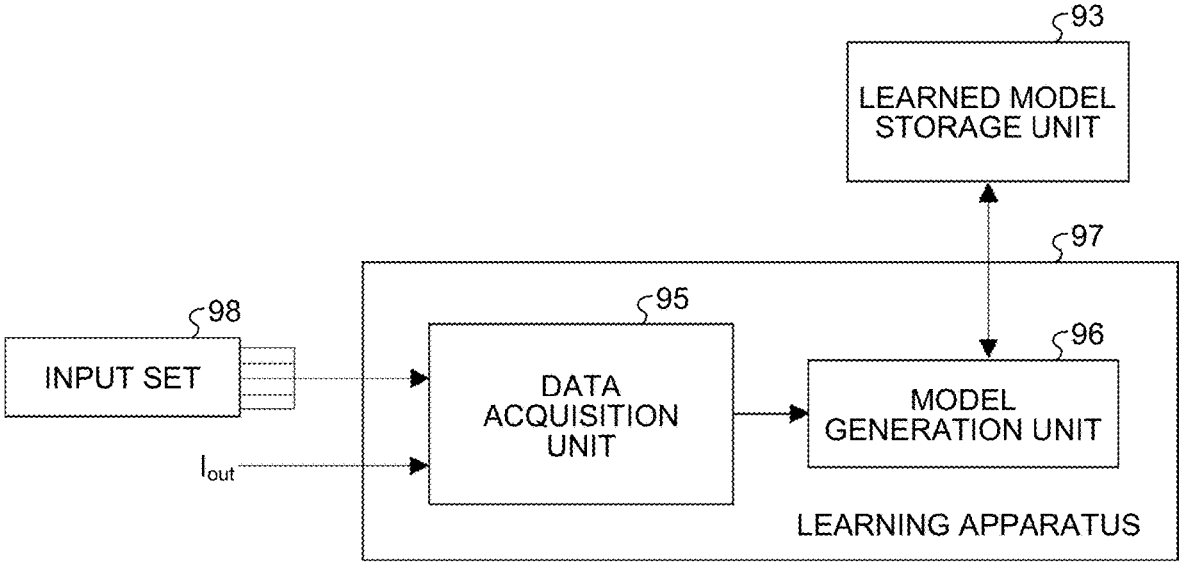 93
LEARNED MODEL
STORAGE UNIT
97
98
INPUT SET
95
DATA
ACQUISITION
UNIT
96
MODEL
GENERATION UNIT
Iout
LEARNING APPARATUS